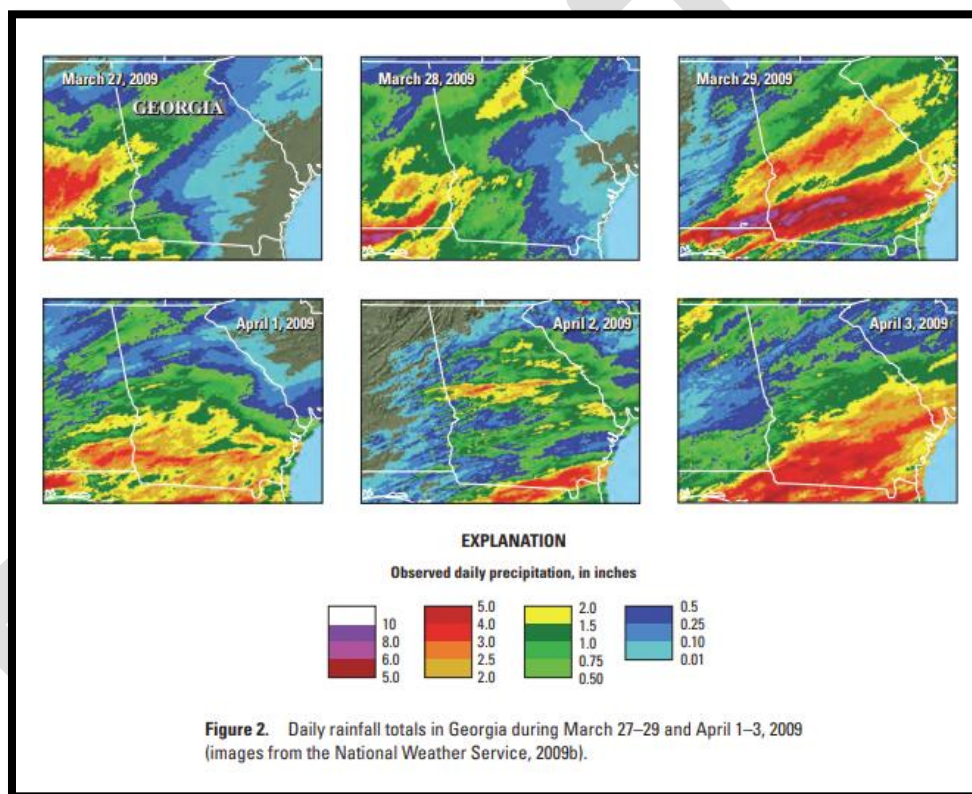 March 27, 2009
GEORGIA
March 28, 2009
March 29, 2009
April 1, 2009
April 2, 2009
April 3, 2009
EXPLANATION
Observed daily precipitation, in inches
10
8.0
6.0
5.0
5.0
4.0
3.0
2.5
2.0
2.0
1.5
1.0
0.75
0.50
0.5
0.25
0.10
0.01
Figure 2. Daily rainfall totals in Georgia during March 27–29 and April 1–3, 2009
(images from the National Weather Service, 2009b).